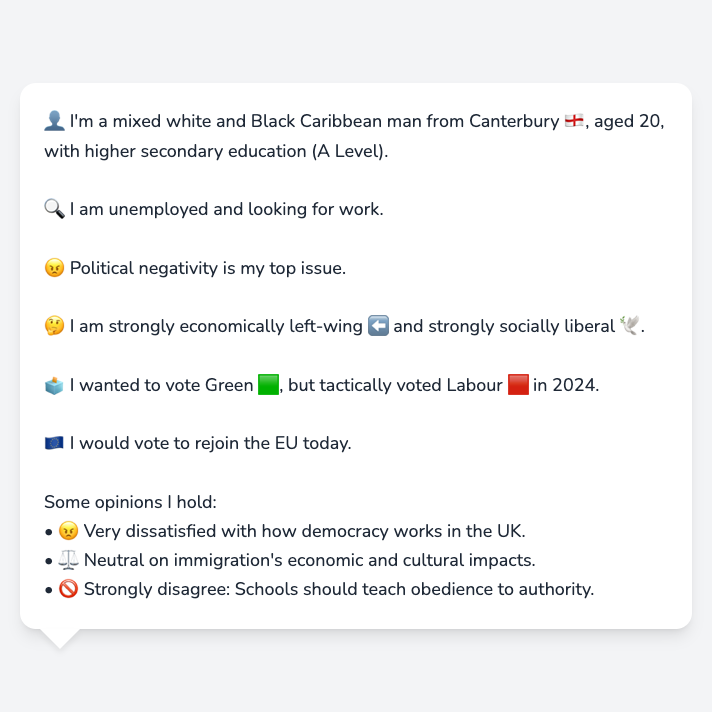 👤 I'm a mixed white and Black Caribbean man from Canterbury 🏴󠁧󠁢󠁥󠁮󠁧󠁿, aged 20,
with higher secondary education (A Level).
🔍 I am unemployed and looking for work.
😠 Political negativity is my top issue.
🤔 I am strongly economically left-wing ⬅️ and strongly socially liberal 🕊️.
🗳️ I wanted to vote Green 🟩, but tactically voted Labour 🟥 in 2024.
🇪🇺 I would vote to rejoin the EU today.
Some opinions I hold:
• 😠 Very dissatisfied with how democracy works in the UK.
• ⚖️ Neutral on immigration's economic and cultural impacts.
• 🚫 Strongly disagree: Schools should teach obedience to authority.